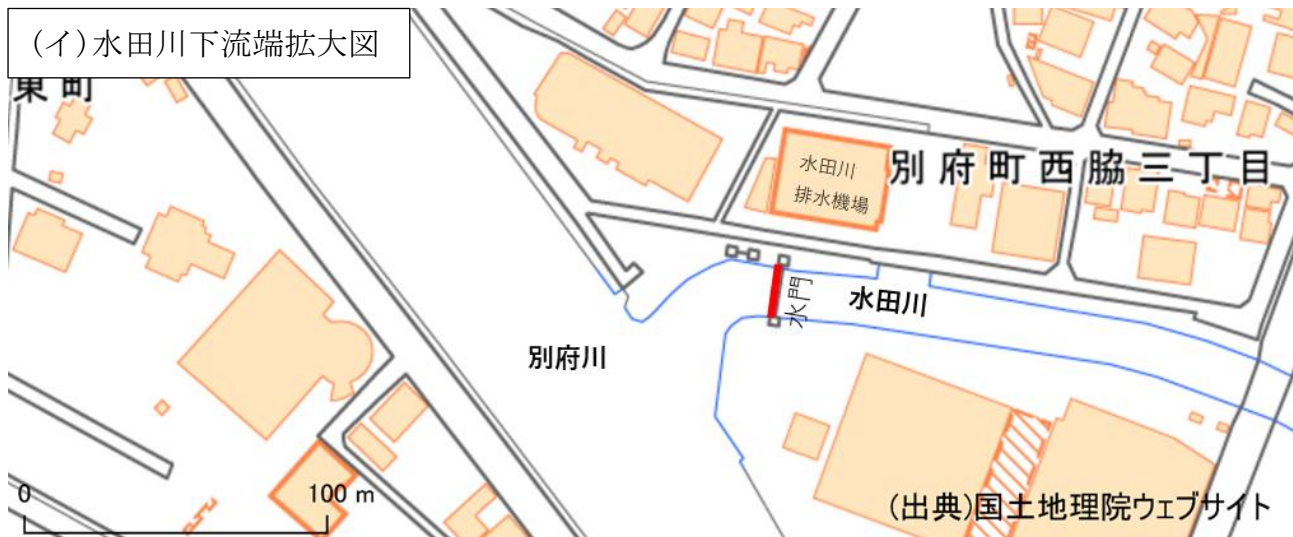 (イ)水田川下流端拡大図
東町
水田川
排水機場
別府町西脇三丁目
水門
水田川
別府川
0 100 m
(出典)国土地理院ウェブサイト